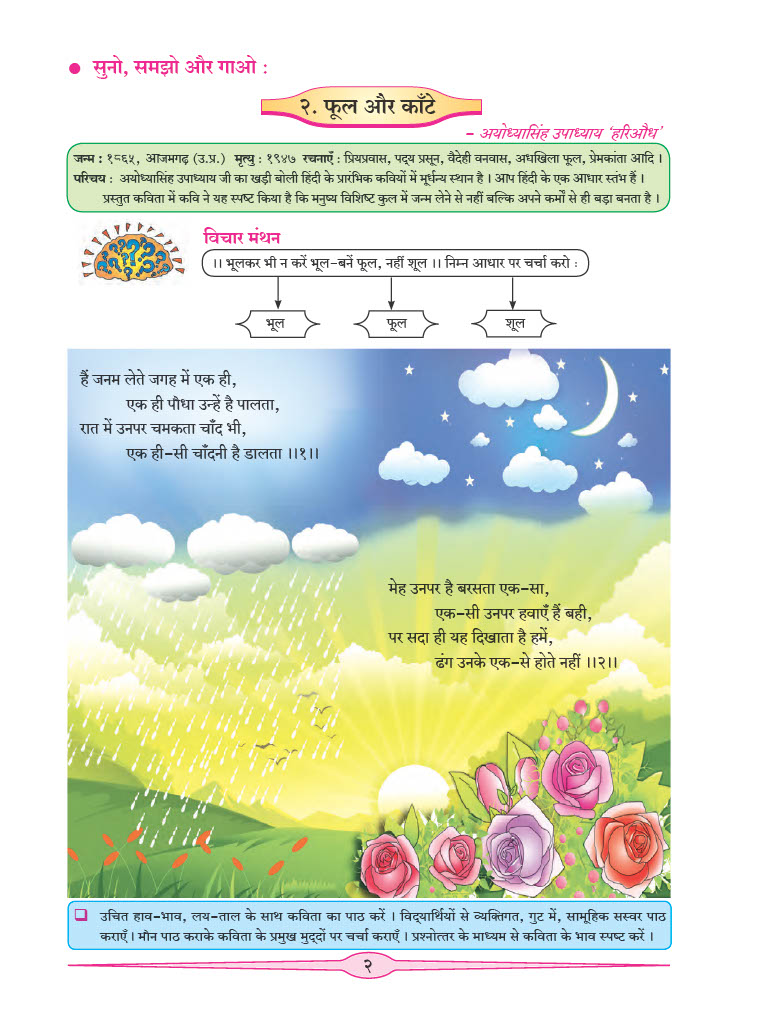 ● सुनो, समझो और गाओ :
२. फूल और काँटे
– अयोध्यासिंह उपाध्याय ‘हरिऔध’
जन्म : १८६५, आजमगढ़ (उ.प्र.) मृत्यु : १९४७ रचनाएँ : प्रियप्रवास, पद्‌य प्रसून, वैदेही वनवास, अधखिला फूल, प्रेमकांता आदि ।
परिचय : अयोध्यासिंह उपाध्याय जी का खड़ी बोली हिंदी के प्रारंभिक कवियों में मूर्धन्य स्थान है । आप हिंदी के एक आधार स्तंभ हैं ।
प्रस्तुत कविता में कवि ने यह स्पष्ट किया है कि मनुष्य विशिष्ट कुल में जन्म लेने से नहीं बल्कि अपने कर्मों से ही बड़ा बनता है ।
विचार मंथन
।। भूलकर भी न करें भूल-बनें फूल, नहीं शूल ।। निम्न आधार पर चर्चा करो :
भूल फूल शूल
हैं जनम लेते जगह में एक ही,
एक ही पौधा उन्हें है पालता,
रात में उनपर चमकता चाँद भी,
एक ही-सी चाँदनी है डालता ।।१।।
मेह उनपर है बरसता एक-सा,
एक-सी उनपर हवाएँ हैं बही,
पर सदा ही यह दिखाता है हमें,
ढंग उनके एक-से होते नहीं ।।२।।
❑ उचित हाव-भाव, लय-ताल के साथ कविता का पाठ करें । विद्‌यार्थियों से व्यक्तिगत, गुट में, सामूहिक सस्वर पाठ
कराएँ । मौन पाठ कराके कविता के प्रमुख मुद्‌दों पर चर्चा कराएँ । प्रश्नोत्तर के माध्यम से कविता के भाव स्पष्ट करें ।
२